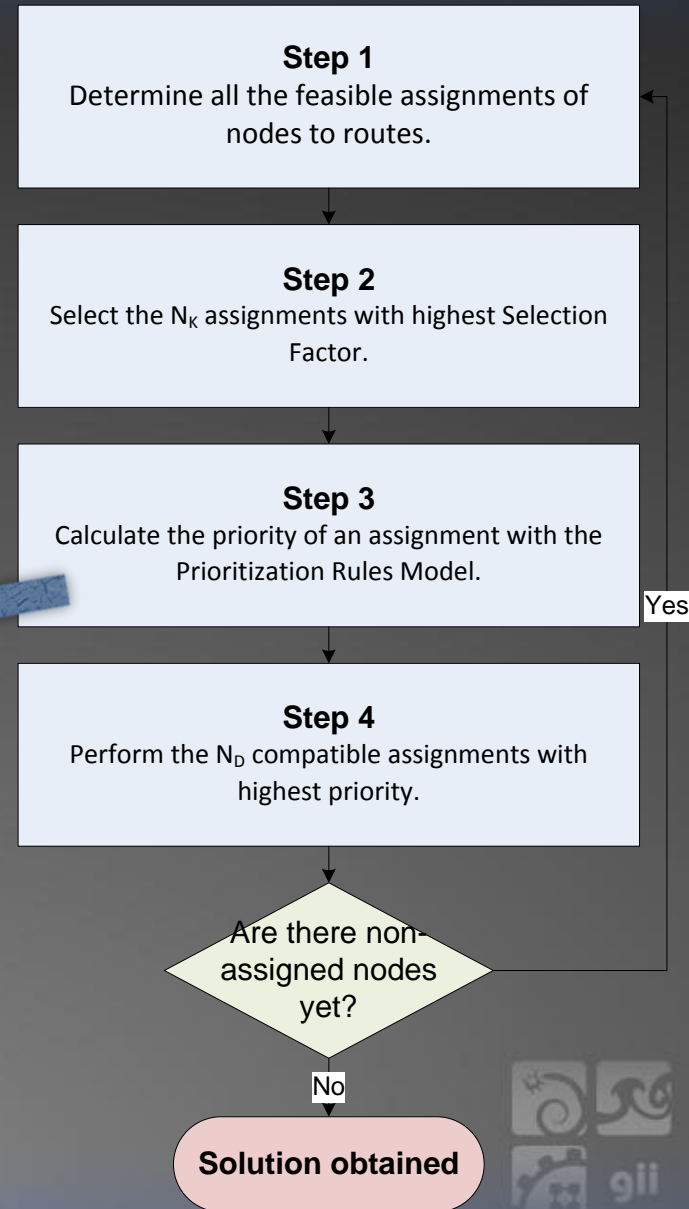 Step 1
Determine all the feasible assignments of
nodes to routes.
Step 2
Select the Nₖ assignments with highest Selection
Factor.
Step 3
Calculate the priority of an assignment with the
Prioritization Rules Model.
Yes
Step 4
Perform the N_D compatible assignments with
highest priority.
Are there non-
assigned nodes
yet?
No
Solution obtained
gii